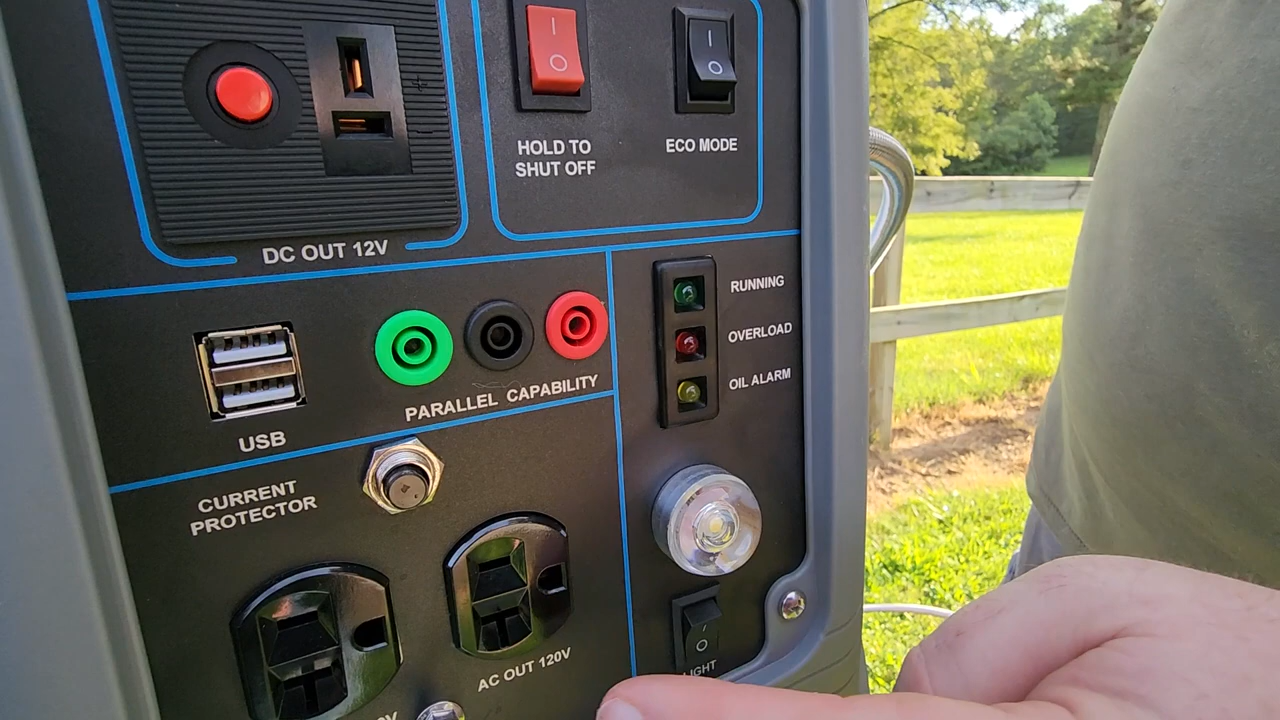 HOLD TO
SHUT OFF
ECO MODE
DC OUT 12V
RUNNING
OVERLOAD
OIL ALARM
USB
PARALLEL CAPABILITY
CURRENT
PROTECTOR
AC OUT 120V
LIGHT